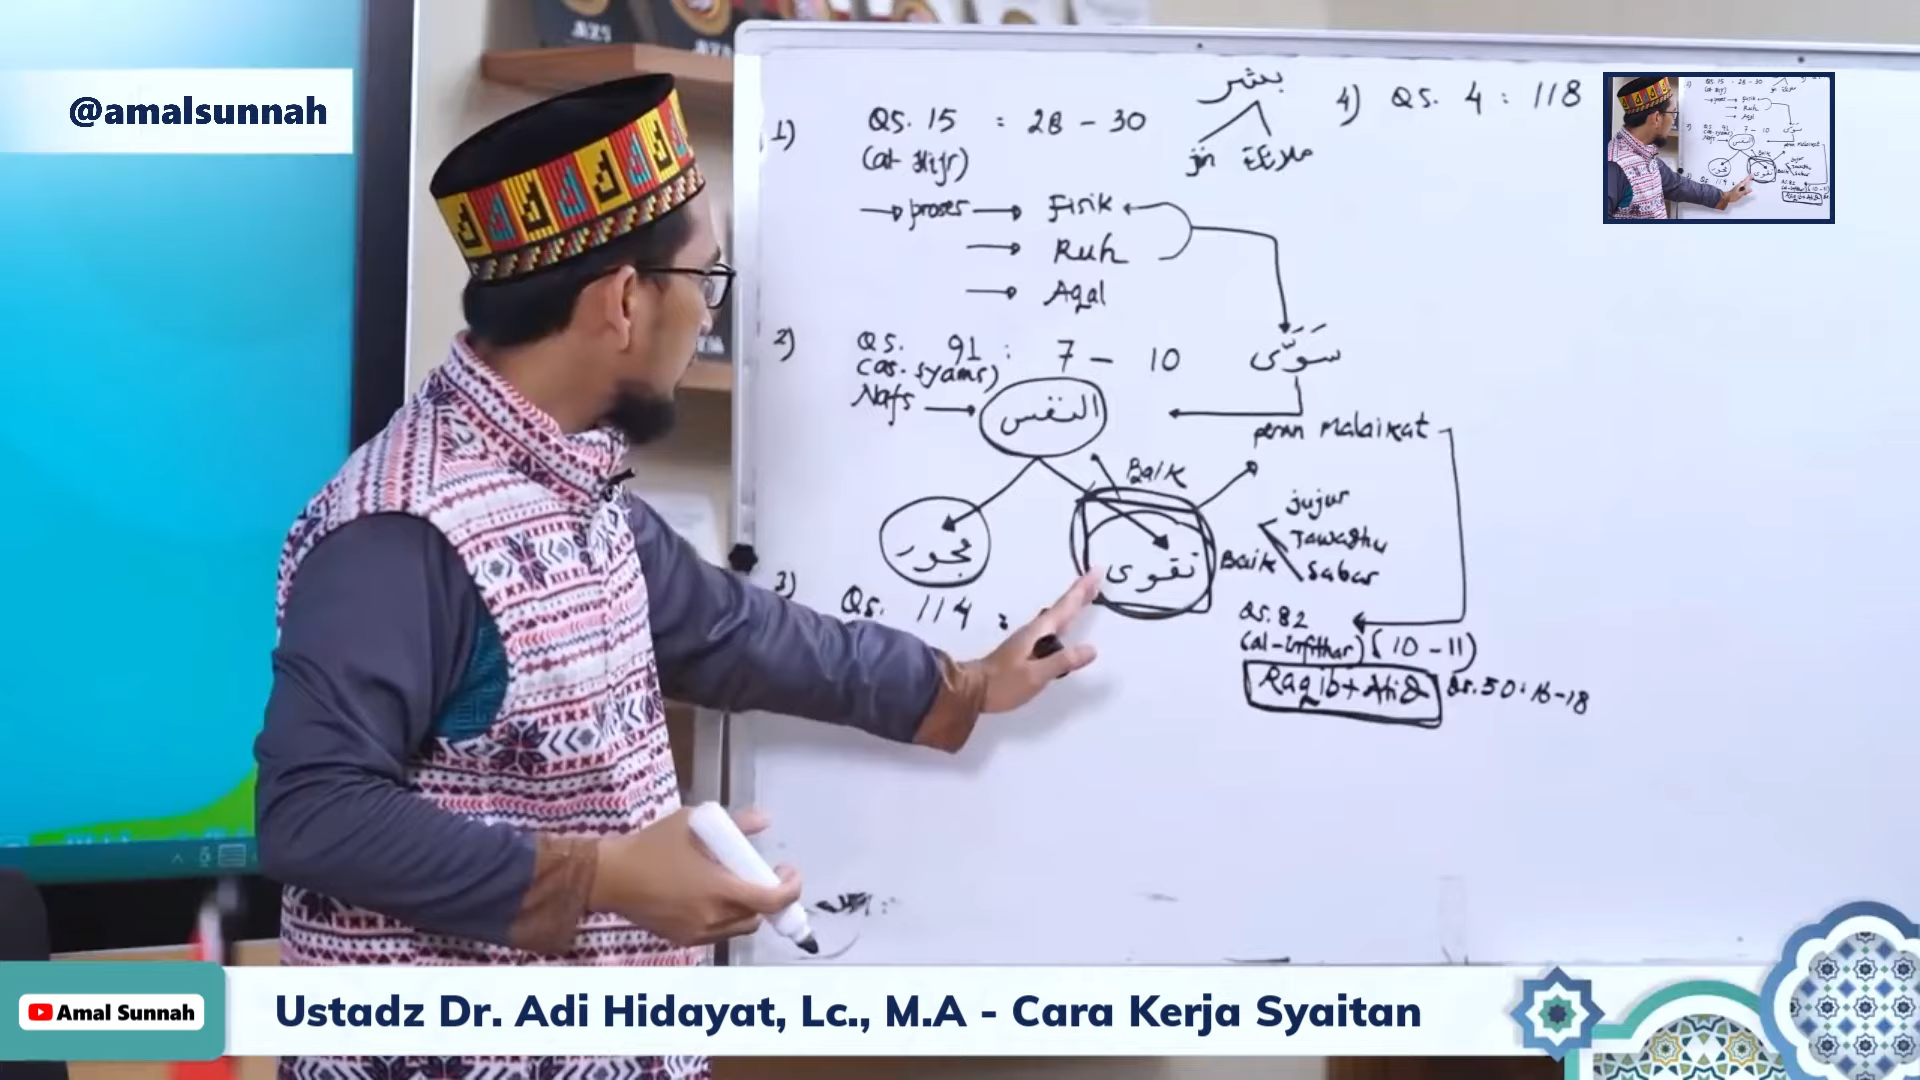 @amalsunnah
1) QS. 15 : 28 - 30
(al-Hijr)
بشر
jin ملائكة
4) QS. 4 : 118
→ proses → Fisik
→ Ruh
→ Aqal
سوّى
2) QS. 91 : 7 - 10
(as-syams)
Nafs → النفس
peran Malaikat
Baik
فجور
تقوى
Baik
jujur
Tawadhu
Sabar
3) QS. 114 :
QS. 82
(al-Infithar) (10 - 11)
Raqib + Atid QS. 50 : 16 - 18
Amal Sunnah
Ustadz Dr. Adi Hidayat, Lc., M.A - Cara Kerja Syaitan